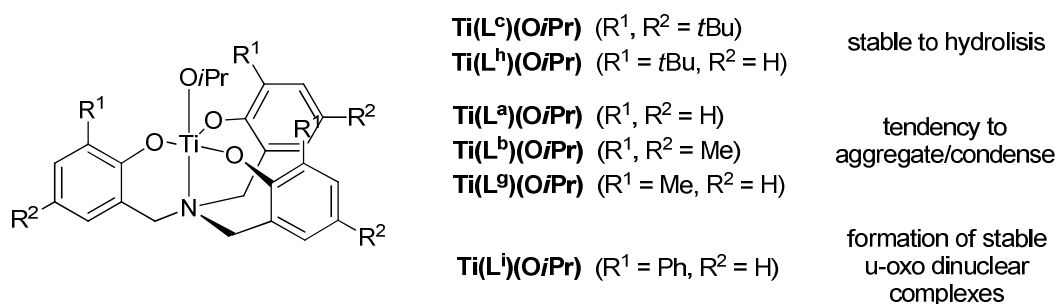 R¹
OiPr
R¹
R²
O
O
Ti
R¹
O
R²
N
R²
Ti(Lᶜ)(OiPr) (R¹, R² = tBu)
Ti(Lʰ)(OiPr) (R¹ = tBu, R² = H)
stable to hydrolisis
Ti(Lᵃ)(OiPr) (R¹, R² = H)
Ti(Lᵇ)(OiPr) (R¹, R² = Me)
Ti(Lᵍ)(OiPr) (R¹ = Me, R² = H)
tendency to
aggregate/condense
Ti(Lⁱ)(OiPr) (R¹ = Ph, R² = H)
formation of stable
u-oxo dinuclear
complexes